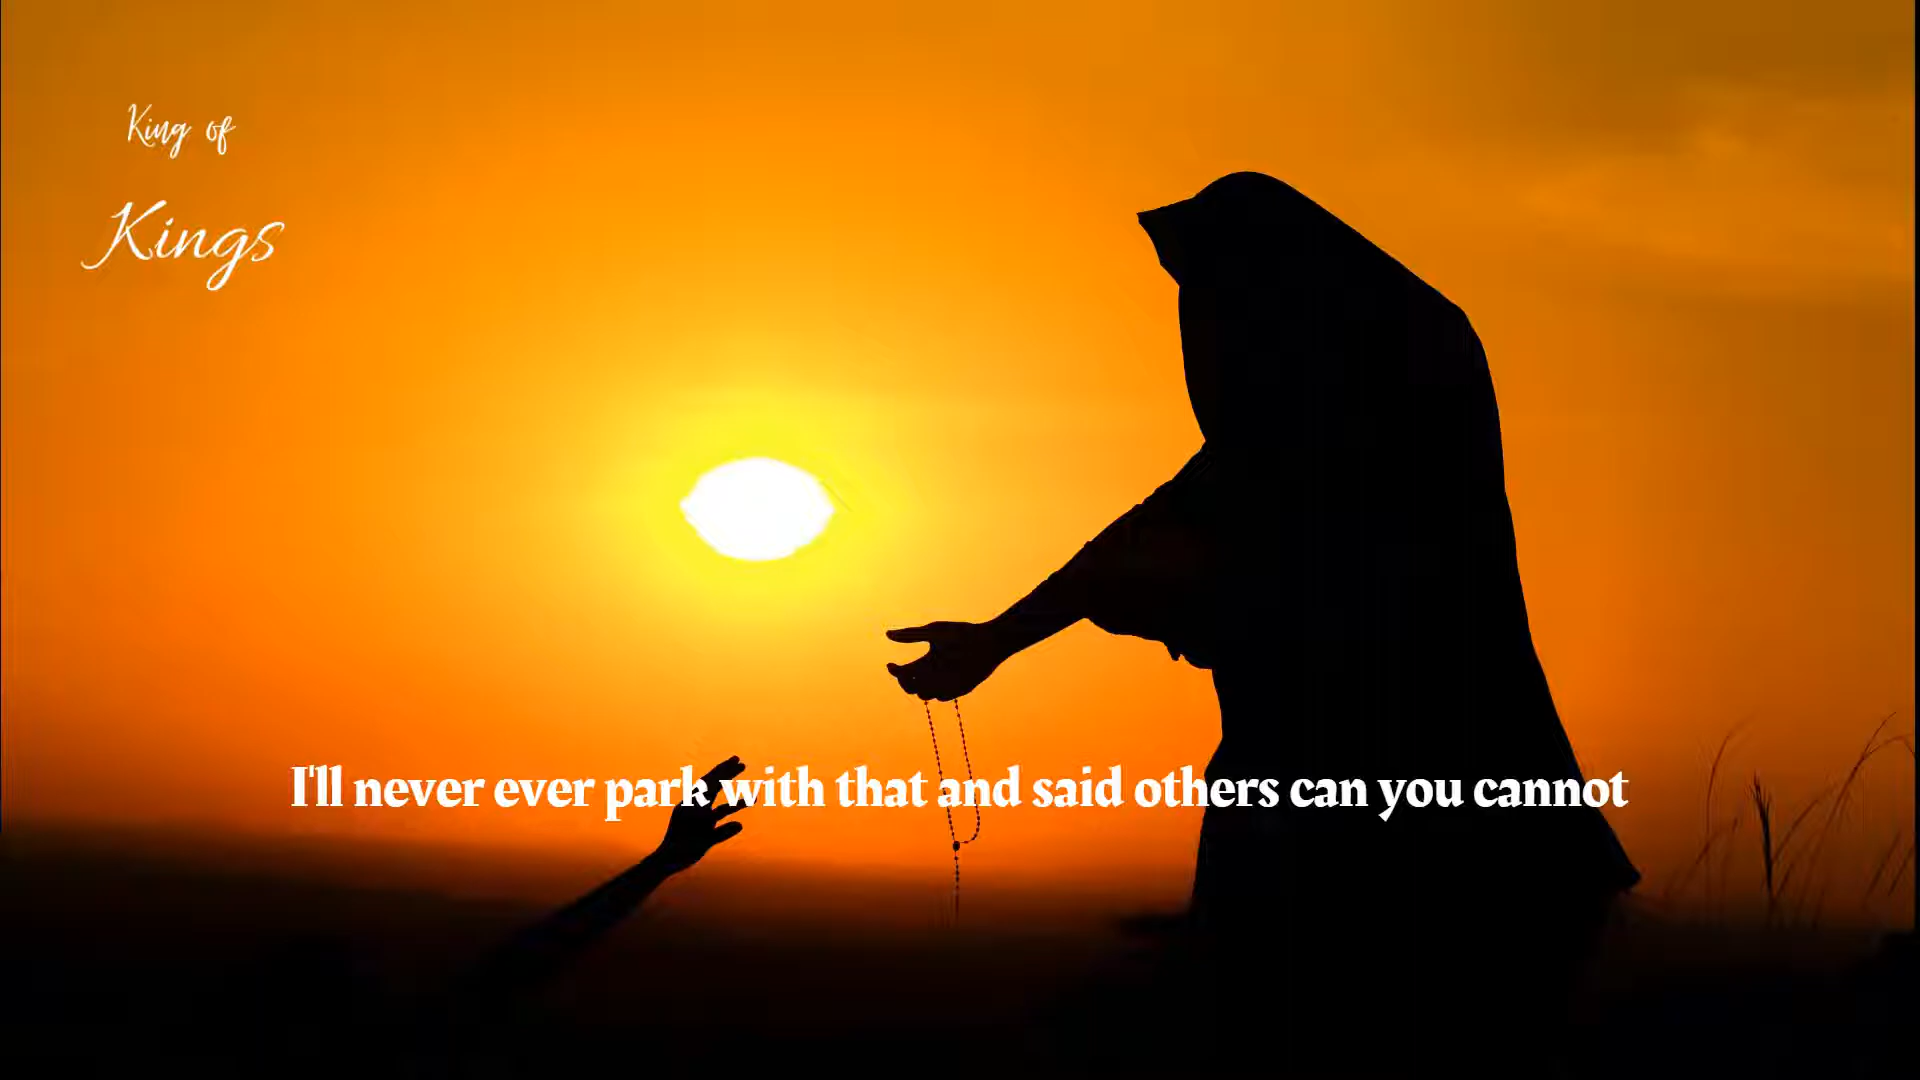 King of
Kings
I'll never ever park with that and said others can you cannot